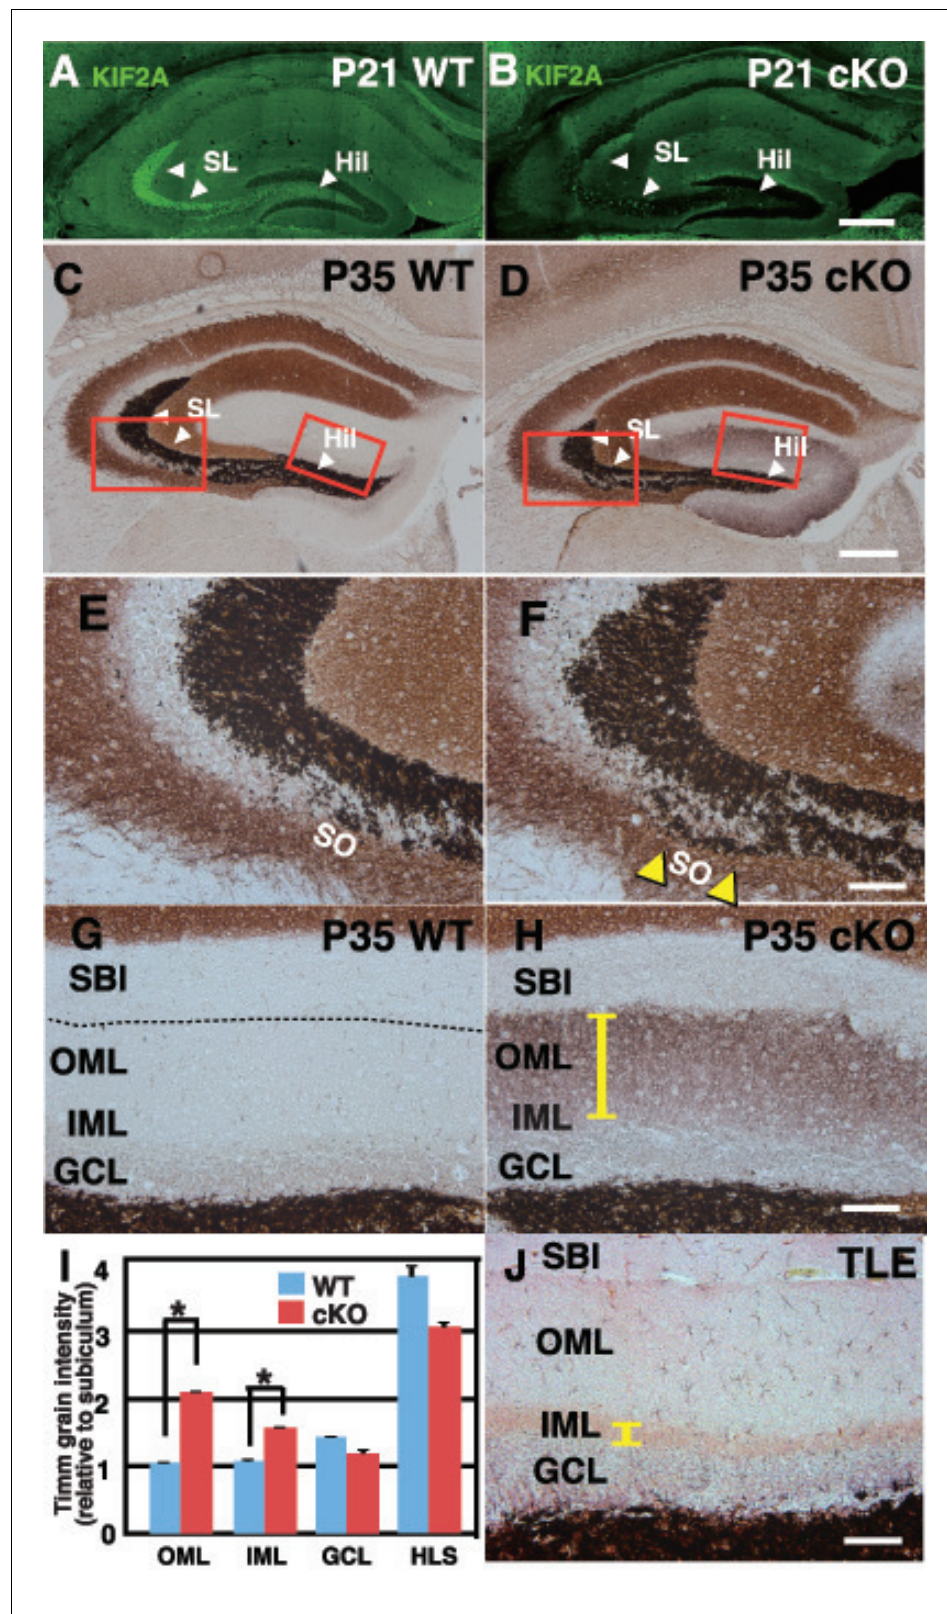 A KIF2A P21 WT
SL
Hil
B KIF2A P21 cKO
SL
Hil
C P35 WT
SL
Hil
D P35 cKO
SL
Hil
E
SO
F
SO
G P35 WT
SBl
OML
IML
GCL
H P35 cKO
SBl
OML
IML
GCL
I
Timm grain intensity
(relative to subiculum)
4
3
2
1
0
WT
cKO
*
*
OML IML GCL HLS
J TLE
SBl
OML
IML
GCL